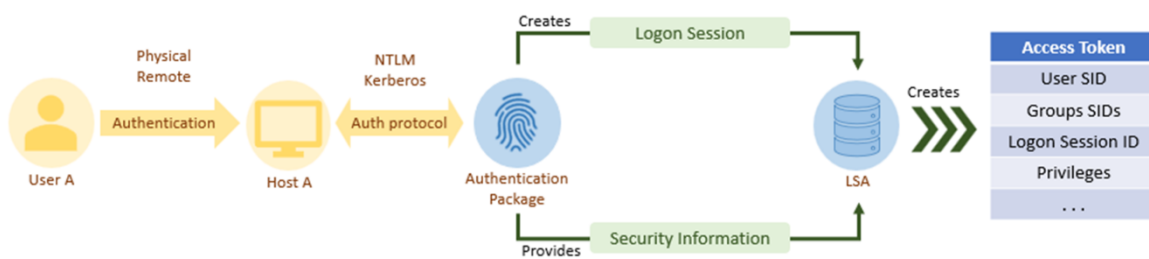 Physical
Remote
Authentication
User A
Host A
NTLM
Kerberos
Auth protocol
Authentication
Package
Creates
Logon Session
Provides
Security Information
LSA
Creates
Access Token
User SID
Groups SIDs
Logon Session ID
Privileges
. . .